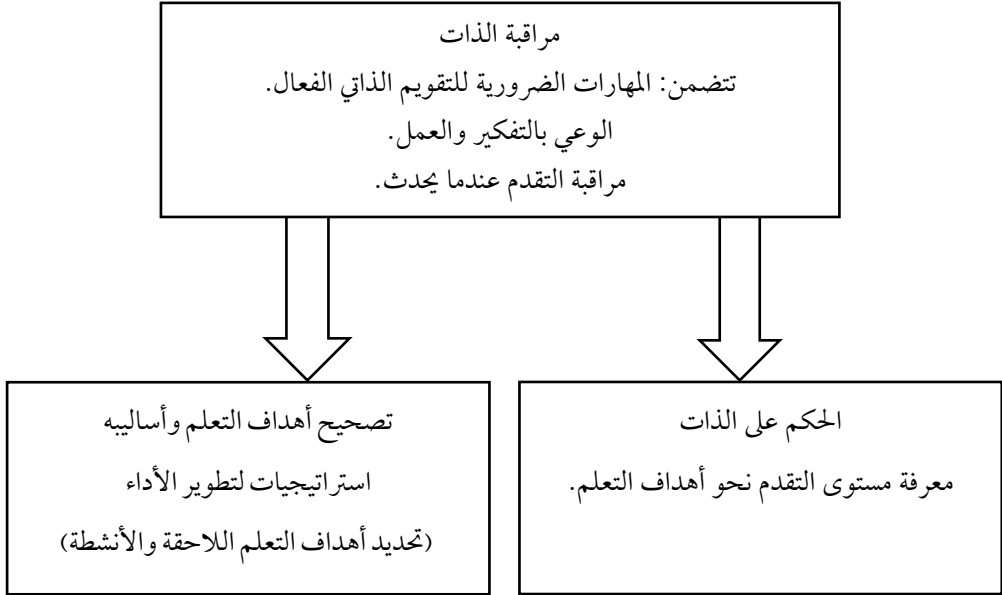 مراقبة الذات
تتضمن: المهارات الضرورية للتقويم الذاتي الفعال.
الوعي بالتفكير والعمل.
مراقبة التقدم عندما يحدث.
الحكم على الذات
معرفة مستوى التقدم نحو أهداف التعلم.
تصحيح أهداف التعلم وأساليبه
استراتيجيات لتطوير الأداء
(تحديد أهداف التعلم اللاحقة والأنشطة)